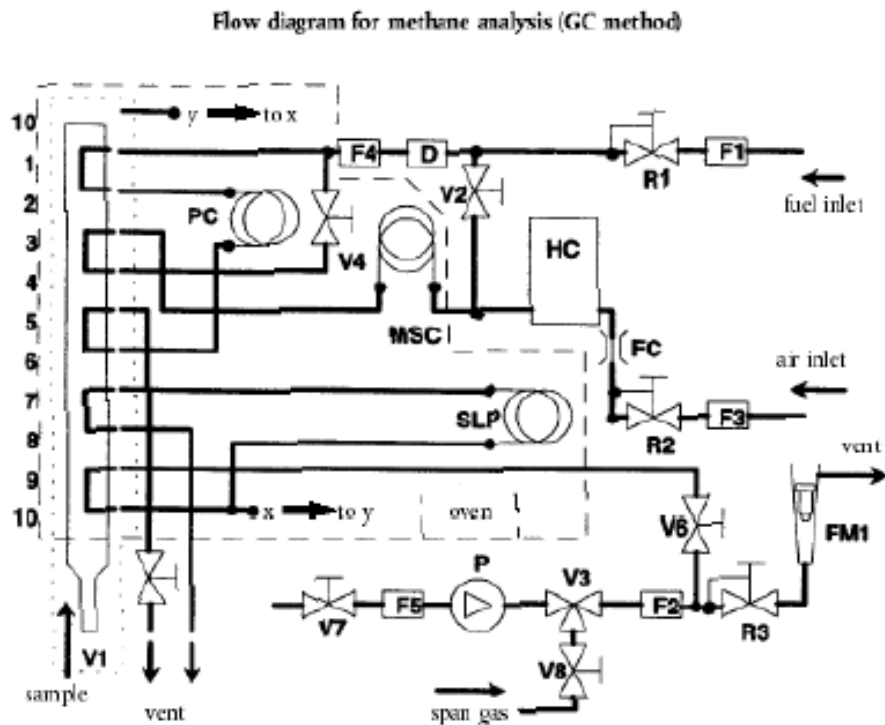 Flow diagram for methane analysis (GC method)
10
y
to x
1
F4
D
R1
F1
fuel inlet
2
PC
V2
3
V4
HC
4
MSC
5
FC
6
air inlet
7
SLP
R2
F3
8
vent
9
10
x
to y
oven
V6
FM1
P
V3
V7
F5
F2
R3
V1
V8
sample
vent
span gas